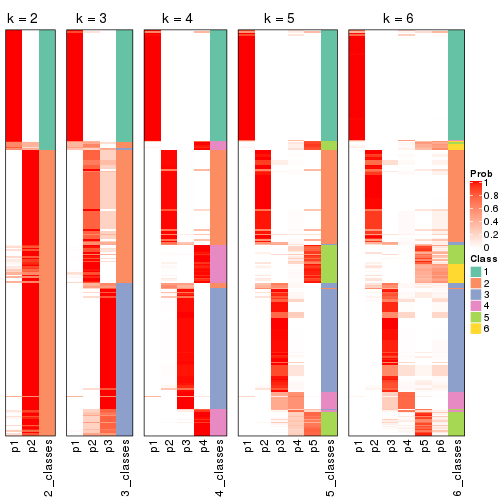 k = 2
k = 3
k = 4
k = 5
k = 6
Prob
1
0.8
0.6
0.4
0.2
0
Class
1
2
3
4
5
6
p1
p2
2_classes
p1
p2
p3
3_classes
p1
p2
p3
p4
4_classes
p1
p2
p3
p4
p5
5_classes
p1
p2
p3
p4
p5
p6
6_classes